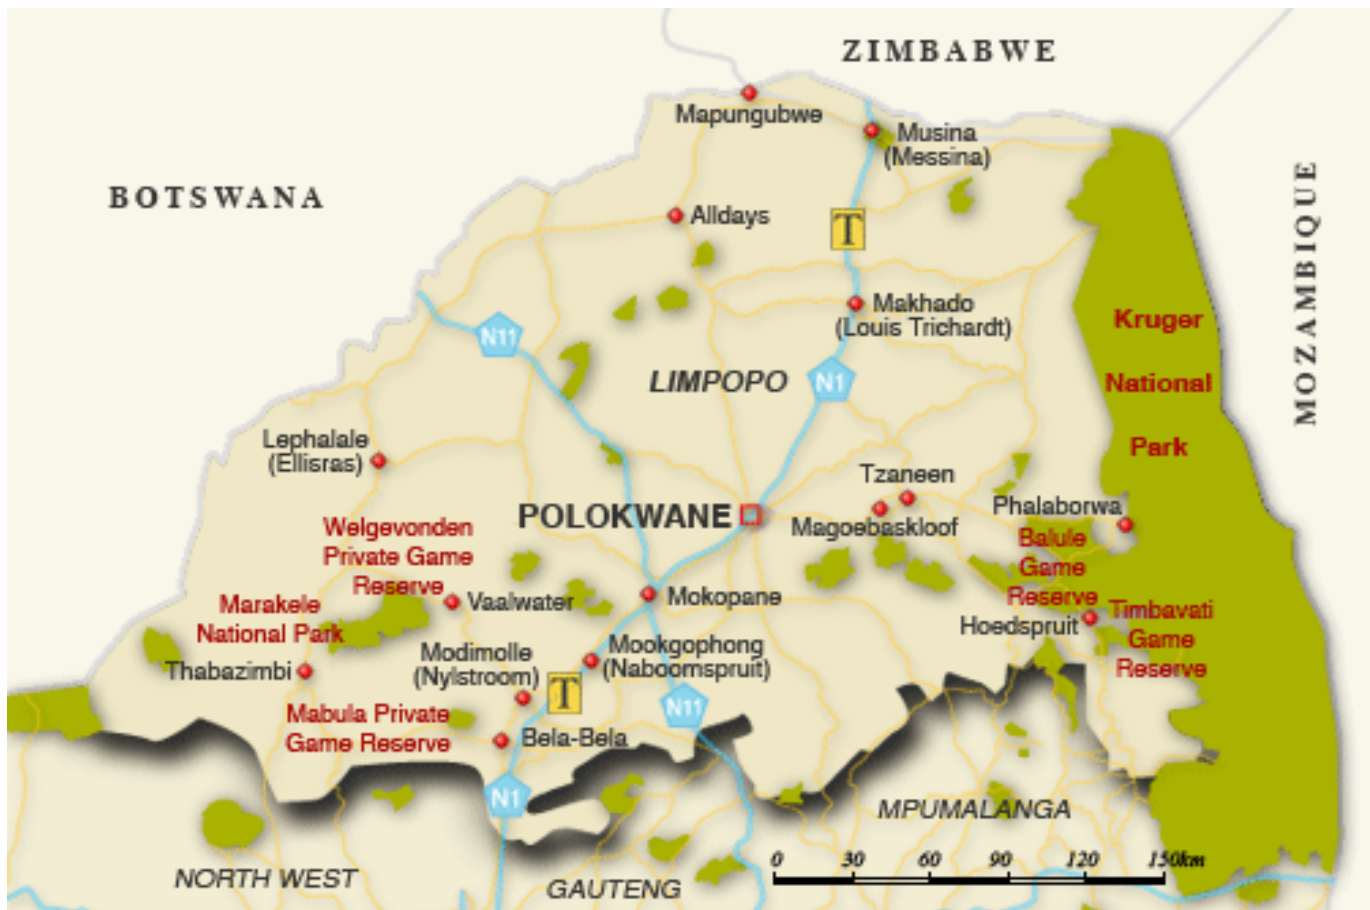 ZIMBABWE
Mapungubwe
Musina
(Messina)
BOTSWANA
MOZAMBIQUE
Alldays
T
Makhado
(Louis Trichardt)
Kruger
National
Park
N11
LIMPOPO
N1
Lephalale
(Ellisras)
Tzaneen
Magoebaskloof
POLOKWANE
Phalaborwa
Balule
Game
Reserve
Welgevonden
Private Game
Reserve
Vaalwater
Mokopane
Marakele
National Park
Timbavati
Game
Reserve
Hoedspruit
Thabazimbi
Modimolle
(Nylstroom)
Mookgophong
(Naboomspruit)
T
N11
Mabula Private
Game Reserve
Bela-Bela
N1
MPUMALANGA
NORTH WEST
GAUTENG
0 30 60 90 120 150km